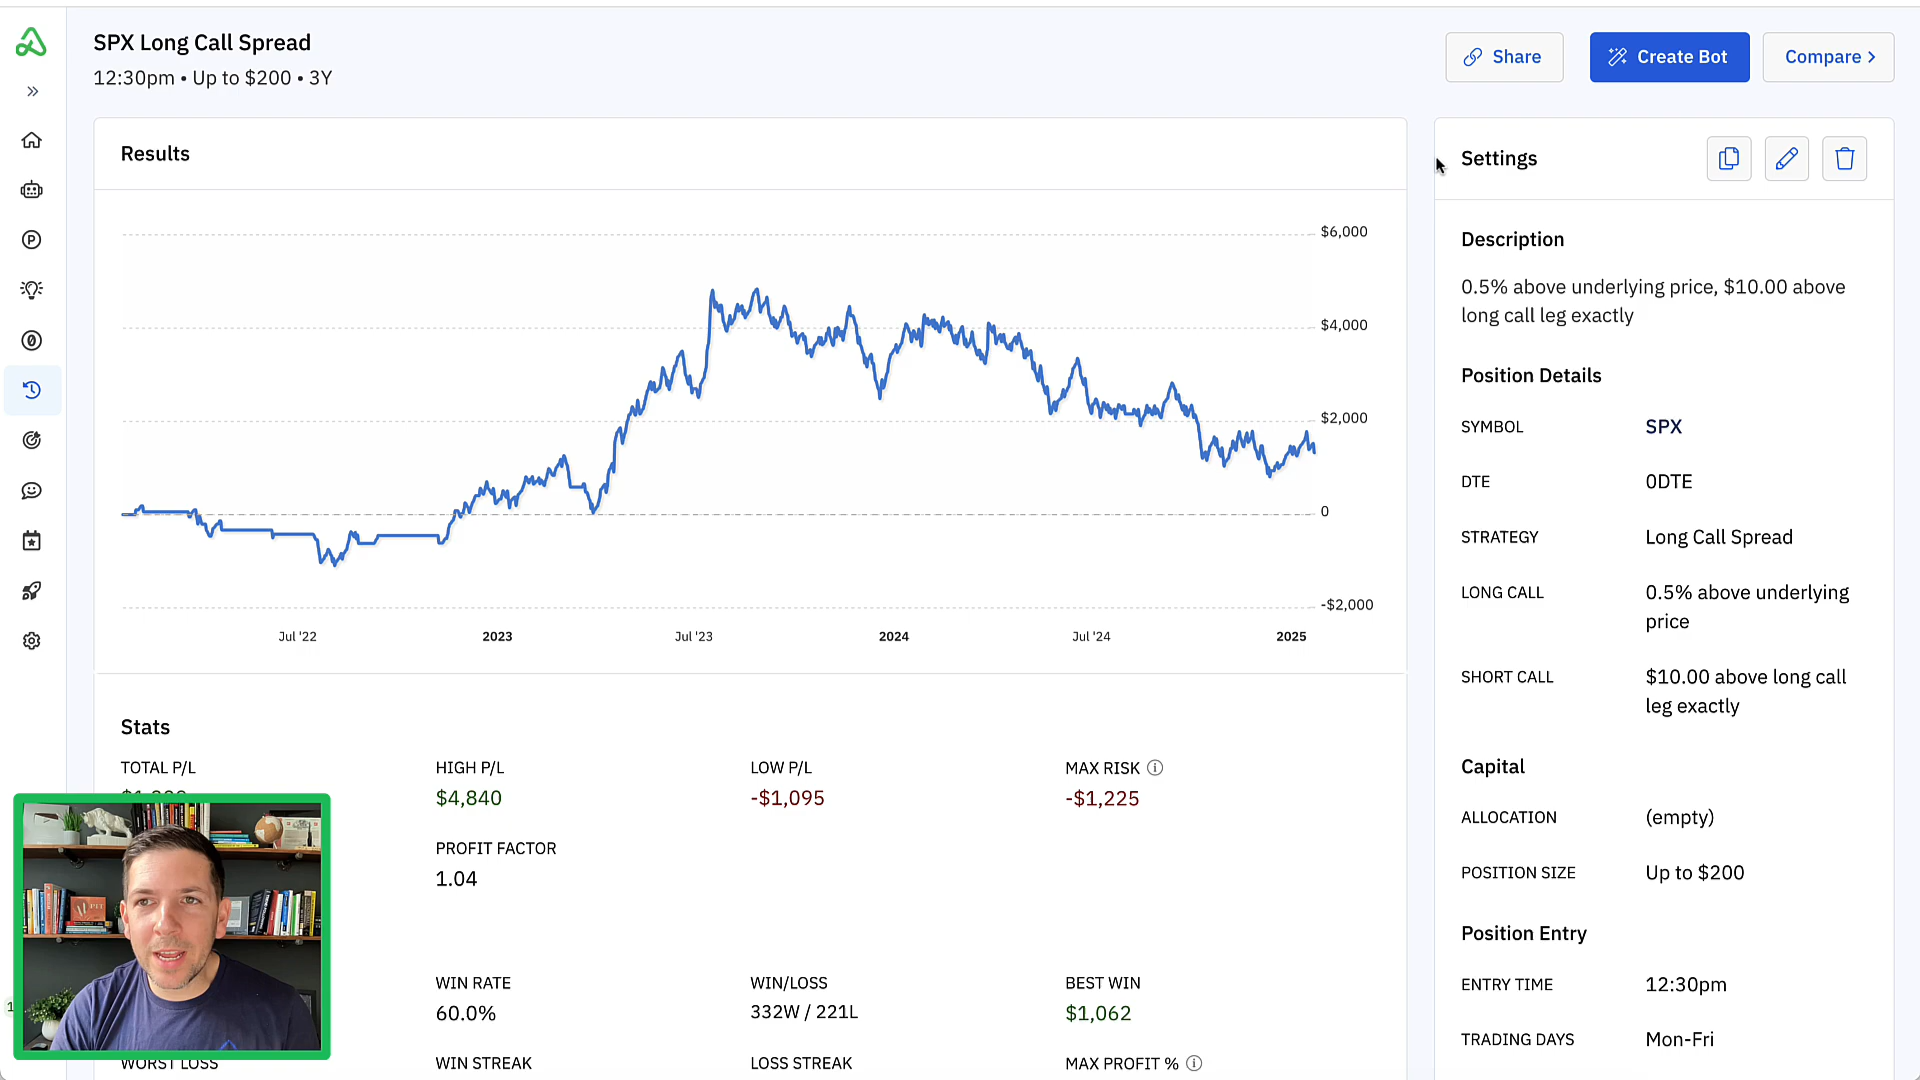 SPX Long Call Spread
12:30pm • Up to $200 • 3Y
Share
Create Bot
Compare
Results
$6,000
$4,000
$2,000
0
-$2,000
Jul '22
2023
Jul '23
2024
Jul '24
2025
Stats
TOTAL P/L
HIGH P/L
$4,840
LOW P/L
-$1,095
MAX RISK
-$1,225
PROFIT FACTOR
1.04
WIN RATE
60.0%
WIN/LOSS
332W / 221L
BEST WIN
$1,062
WORST LOSS
WIN STREAK
LOSS STREAK
MAX PROFIT %
Settings
Description
0.5% above underlying price, $10.00 above
long call leg exactly
Position Details
SYMBOL
SPX
DTE
0DTE
STRATEGY
Long Call Spread
LONG CALL
0.5% above underlying
price
SHORT CALL
$10.00 above long call
leg exactly
Capital
ALLOCATION
(empty)
POSITION SIZE
Up to $200
Position Entry
ENTRY TIME
12:30pm
TRADING DAYS
Mon-Fri